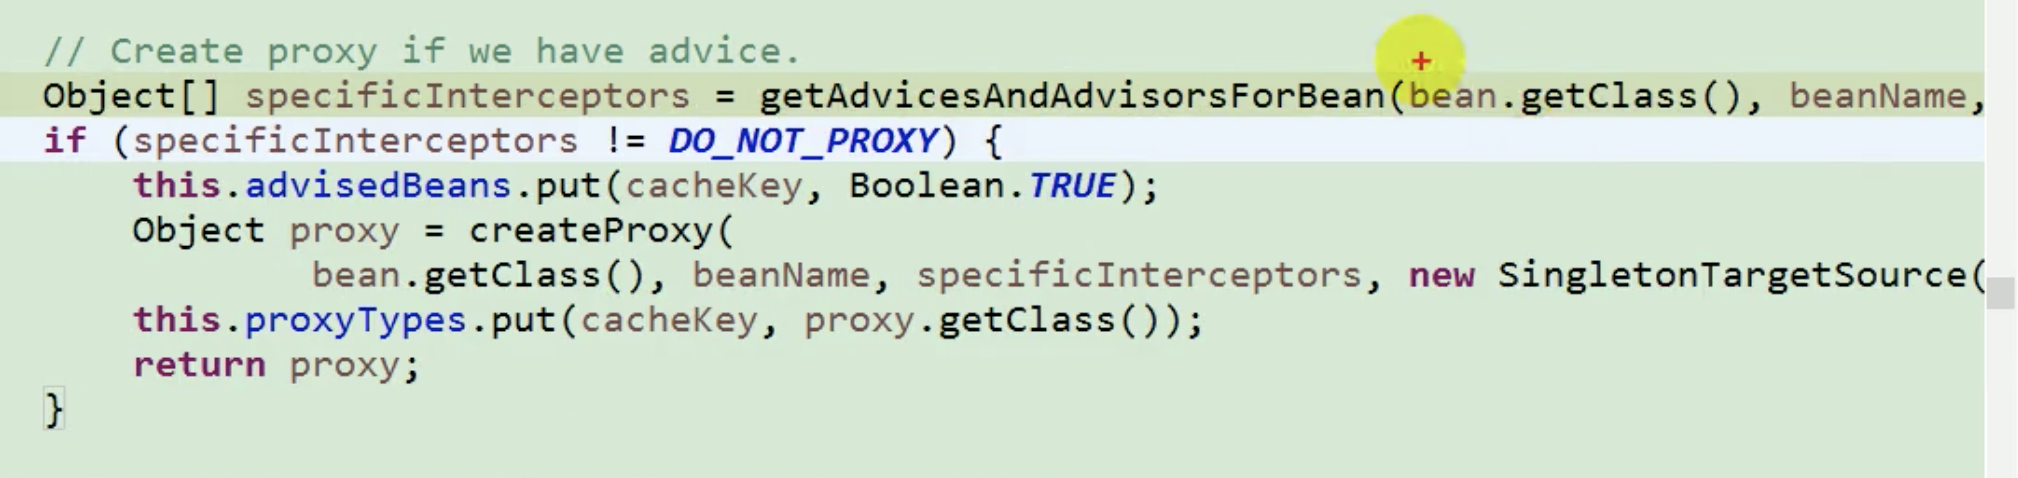 // Create proxy if we have advice.
Object[] specificInterceptors = getAdvicesAndAdvisorsForBean(bean.getClass(), beanName,
if (specificInterceptors != DO_NOT_PROXY) {
this.advisedBeans.put(cacheKey, Boolean.TRUE);
Object proxy = createProxy(
bean.getClass(), beanName, specificInterceptors, new SingletonTargetSource(
this.proxyTypes.put(cacheKey, proxy.getClass());
return proxy;
}